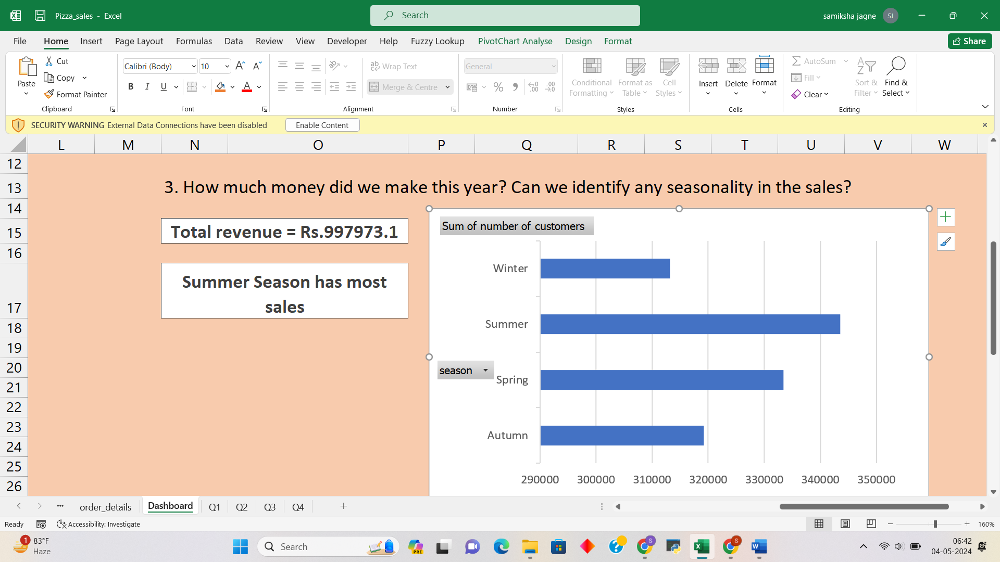 Pizza_sales - Excel
Search
samiksha jagne SJ
File Home Insert Page Layout Formulas Data Review View Developer Help Fuzzy Lookup PivotChart Analyse Design Format Share
Paste
Cut
Copy
Format Painter
Clipboard
Calibri (Body) 10
B I U A
Font
Wrap Text
Merge & Centre
Alignment
General
Number
Conditional Formatting
Format as Table
Cell Styles
Styles
Insert Delete Format
Cells
AutoSum
Fill
Clear
Sort & Filter
Find & Select
Editing
SECURITY WARNING External Data Connections have been disabled Enable Content
L M N O P Q R S T U V W
12
13
14
15
16
17
18
19
20
21
22
23
24
25
26
3. How much money did we make this year? Can we identify any seasonality in the sales?
Total revenue = Rs.997973.1
Summer Season has most
sales
Sum of number of customers
Winter
Summer
season
Spring
Autumn
290000 300000 310000 320000 330000 340000 350000
order_details Dashboard Q1 Q2 Q3 Q4
Ready Accessibility: Investigate 160%
1 83°F
Haze
Search
PRE
06:42
04-05-2024